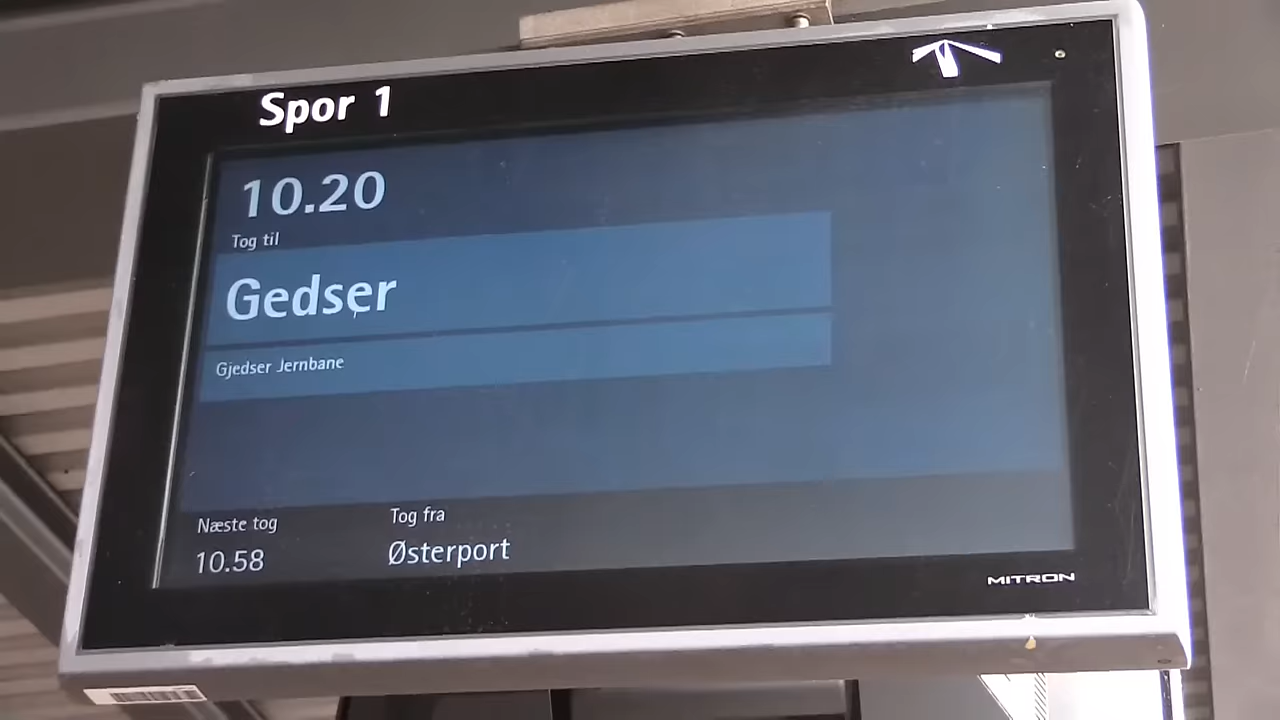 Spor 1
10.20
Tog til
Gedser
Gjedser Jernbane
Næste tog
Tog fra
10.58
Østerport
MITRON